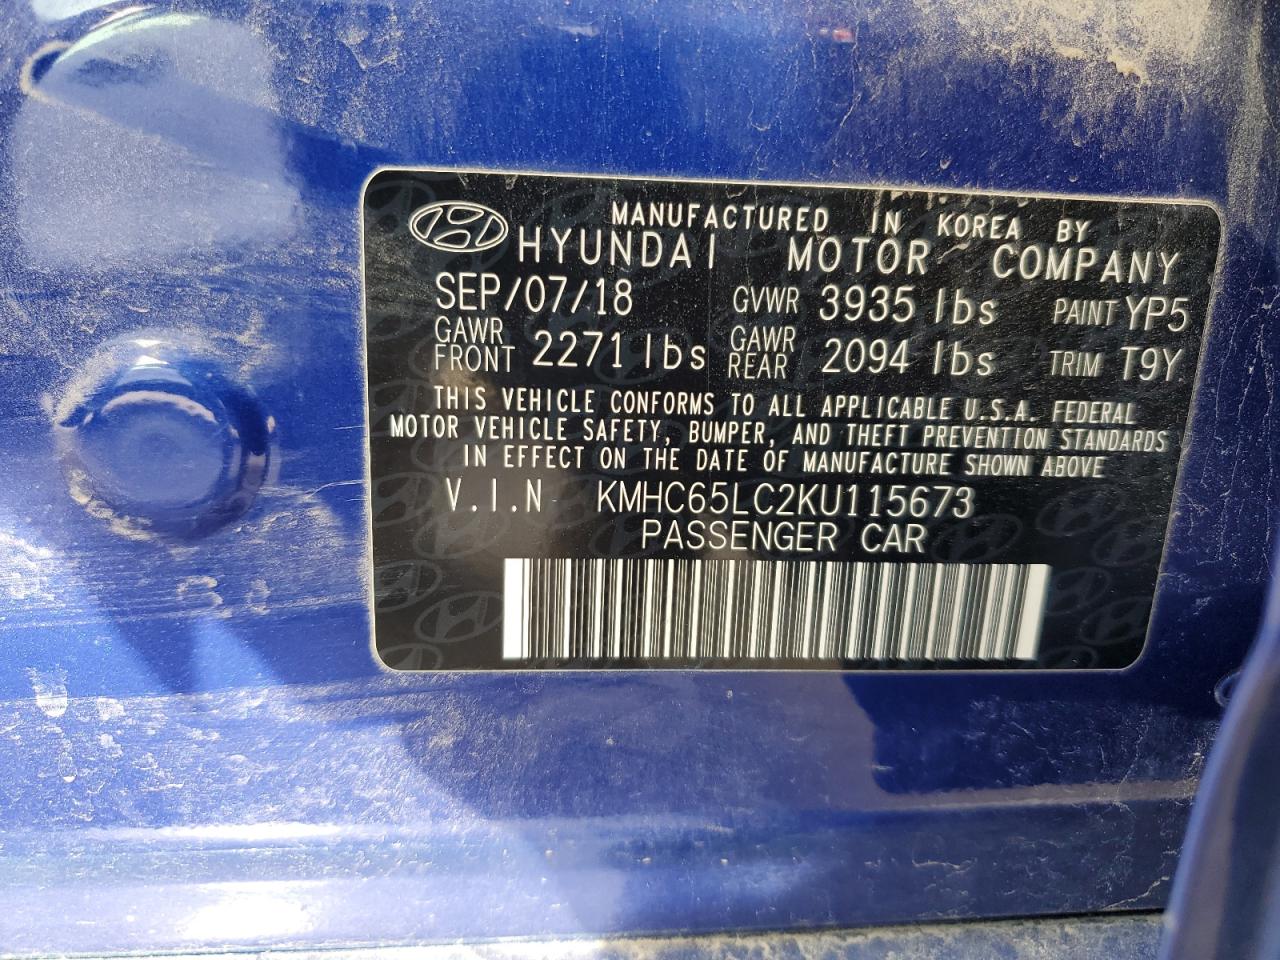 MANUFACTURED IN KOREA BY
HYUNDAI MOTOR COMPANY
SEP/07/18 GVWR 3935 lbs PAINT YP5
GAWR FRONT 2271 lbs GAWR REAR 2094 lbs TRIM T9Y
THIS VEHICLE CONFORMS TO ALL APPLICABLE U.S.A. FEDERAL
MOTOR VEHICLE SAFETY, BUMPER, AND THEFT PREVENTION STANDARDS
IN EFFECT ON THE DATE OF MANUFACTURE SHOWN ABOVE
V.I.N KMHC65LC2KU115673
PASSENGER CAR